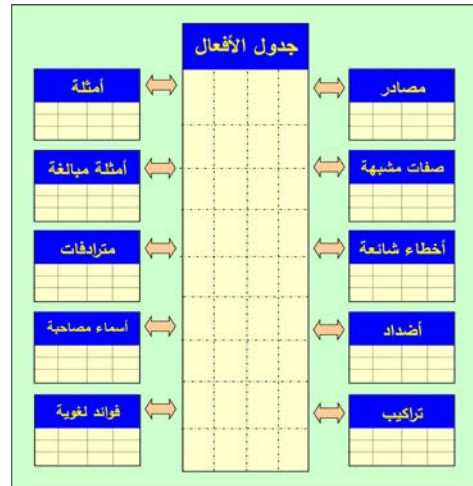 جدول الأفعال
مصادر
أمثلة
صفات مشبهة
أمثلة مبالغة
أخطاء شائعة
مترادفات
أضداد
أسماء مصاحبة
تراكيب
فوائد لغوية